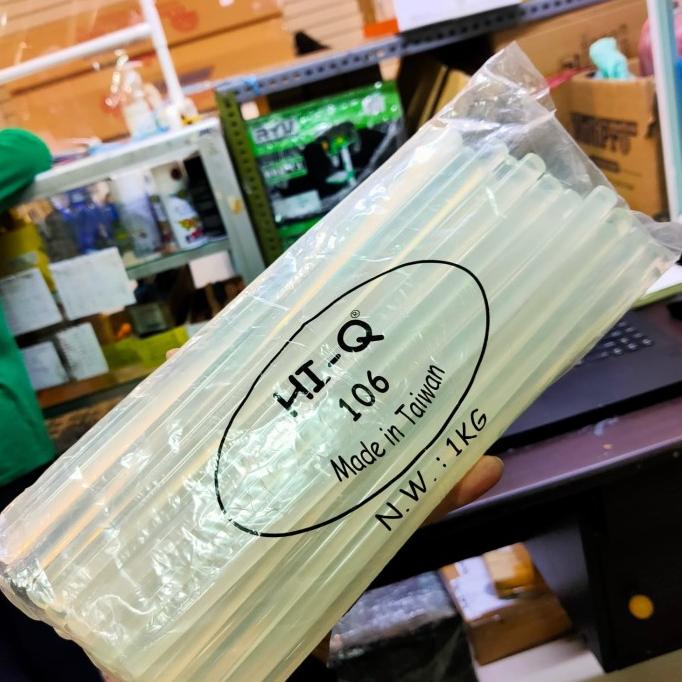 HI-Q®
106
Made in Taiwan
N.W.: 1KG